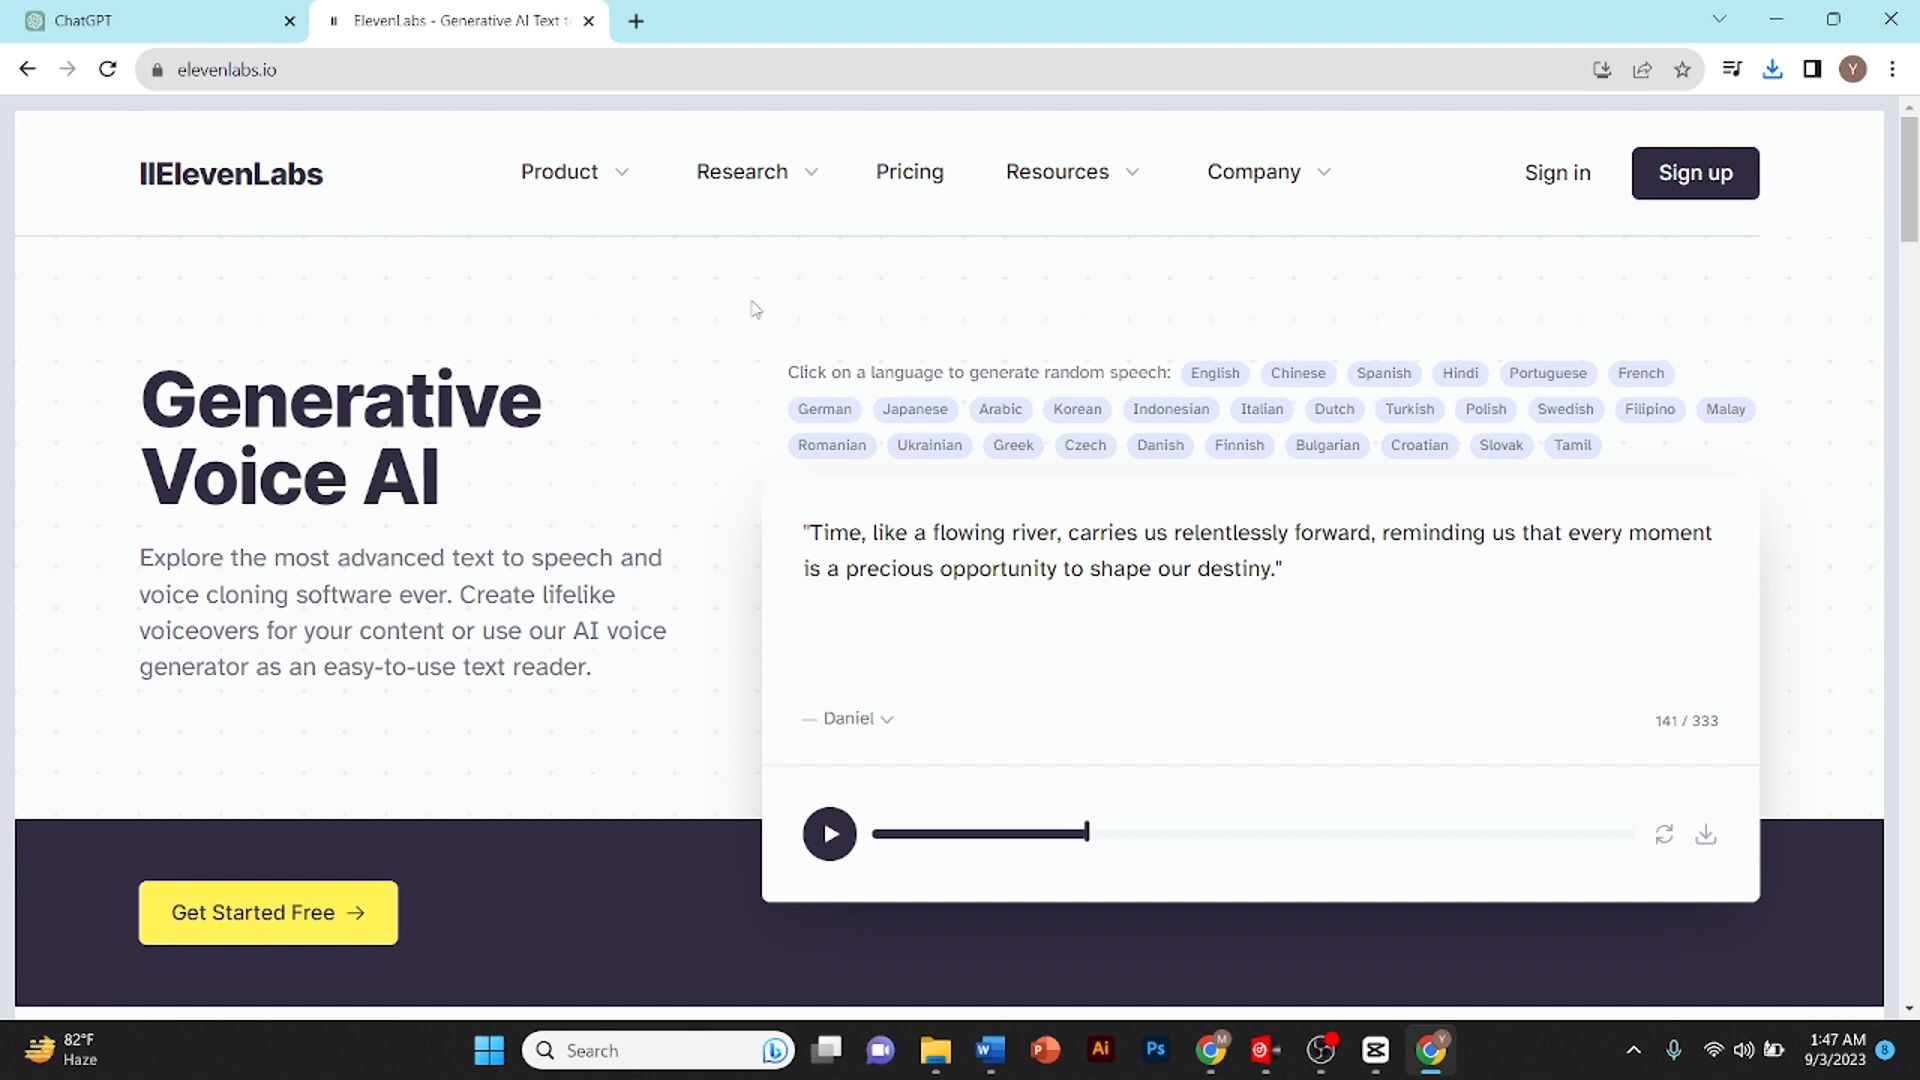 ChatGPT
ElevenLabs - Generative AI Text t
elevenlabs.io
Y
IIElevenLabs
Product
Research
Pricing
Resources
Company
Sign in
Sign up
Generative
Voice AI
Explore the most advanced text to speech and
voice cloning software ever. Create lifelike
voiceovers for your content or use our AI voice
generator as an easy-to-use text reader.
Get Started Free →
Click on a language to generate random speech: English Chinese Spanish Hindi Portuguese French
German Japanese Arabic Korean Indonesian Italian Dutch Turkish Polish Swedish Filipino Malay
Romanian Ukrainian Greek Czech Danish Finnish Bulgarian Croatian Slovak Tamil
"Time, like a flowing river, carries us relentlessly forward, reminding us that every moment
is a precious opportunity to shape our destiny."
— Daniel
141 / 333
82°F
Haze
Search
W
P
Ai
Ps
M
Y
1:47 AM
9/3/2023
8